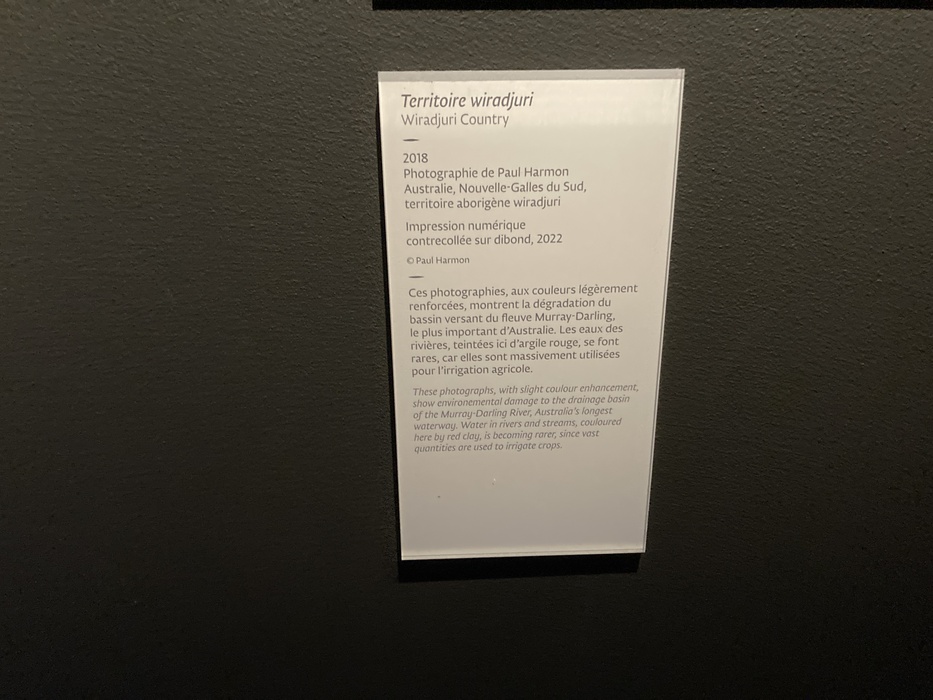 Territoire wiradjuri
Wiradjuri Country
2018
Photographie de Paul Harmon
Australie, Nouvelle-Galles du Sud,
territoire aborigène wiradjuri
Impression numérique
contrecollée sur dibond, 2022
© Paul Harmon
Ces photographies, aux couleurs légèrement
renforcées, montrent la dégradation du
bassin versant du fleuve Murray-Darling,
le plus important d'Australie. Les eaux des
rivières, teintées ici d'argile rouge, se font
rares, car elles sont massivement utilisées
pour l'irrigation agricole.
These photographs, with slight coulour enhancement,
show environemental damage to the drainage basin
of the Murray-Darling River, Australia's longest
waterway. Water in rivers and streams, couloured
here by red clay, is becoming rarer, since vast
quantities are used to irrigate crops.